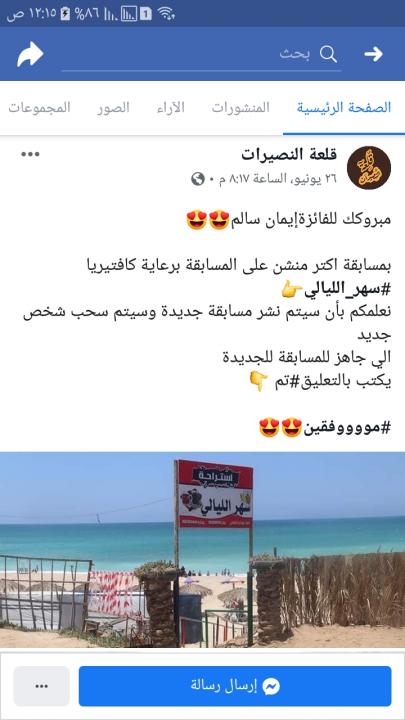 ١٢:١٥ ص ٨٦%
بحث
الصفحة الرئيسية المنشورات الآراء الصور المجموعات
قلعة النصيرات
٢٦ يونيو، الساعة ٨:١٧ م
مبروكك للفائزةإيمان سالم😍😍
بمسابقة اكتر منشن على المسابقة برعاية كافتيريا
#سهر_الليالي👉
نعلمكم بأن سيتم نشر مسابقة جديدة وسيتم سحب شخص
جديد
الي جاهز للمسابقة للجديدة
يكتب بالتعليق#تم 👇
#مووووفقين😍😍
استراحة
سهر الليالي
إرسال رسالة